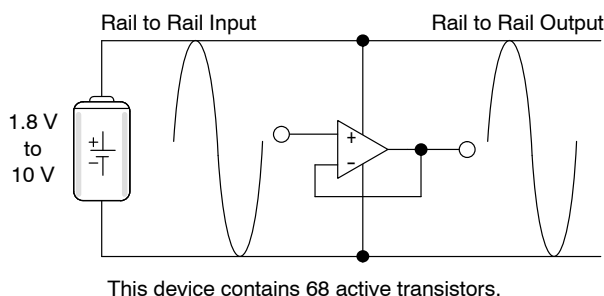 Rail to Rail Input
Rail to Rail Output
1.8 V
to
10 V
+
−
+
-
This device contains 68 active transistors.